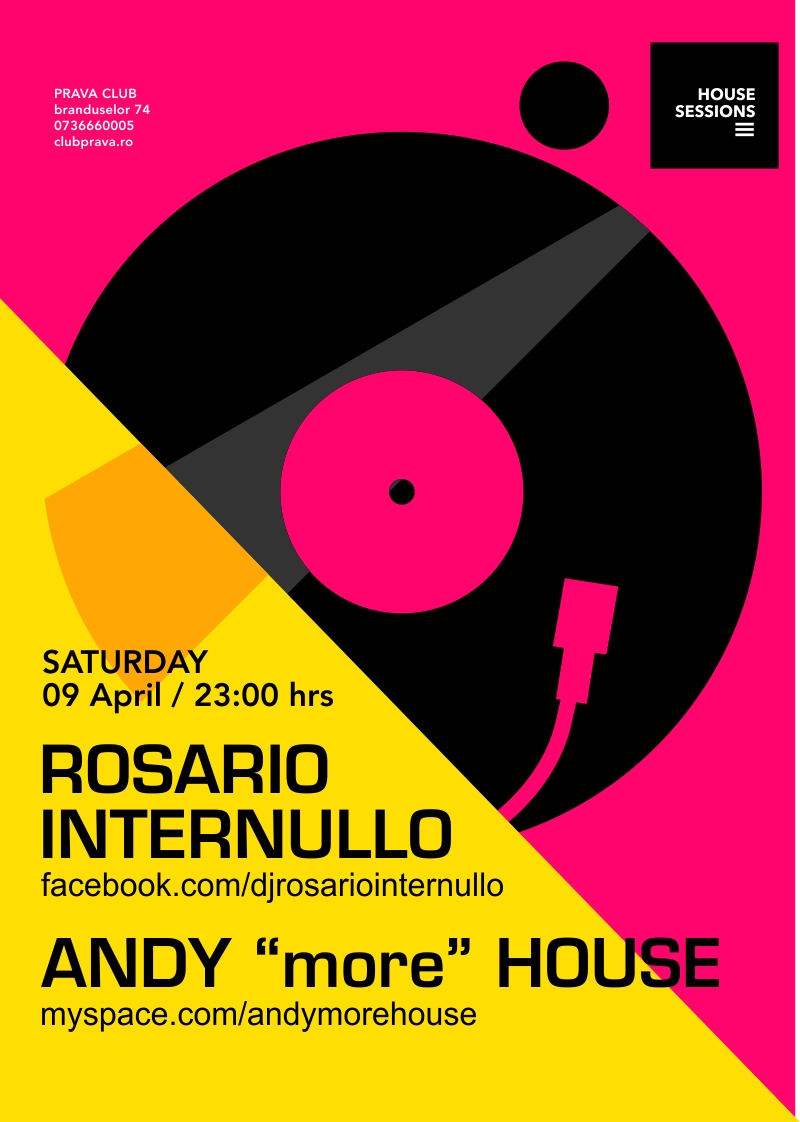 PRAVA CLUB
branduselor 74
0736660005
clubprava.ro
HOUSE
SESSIONS
SATURDAY
09 April / 23:00 hrs
ROSARIO
INTERNULLO
facebook.com/djrosariointernullo
ANDY “more” HOUSE
myspace.com/andymorehouse